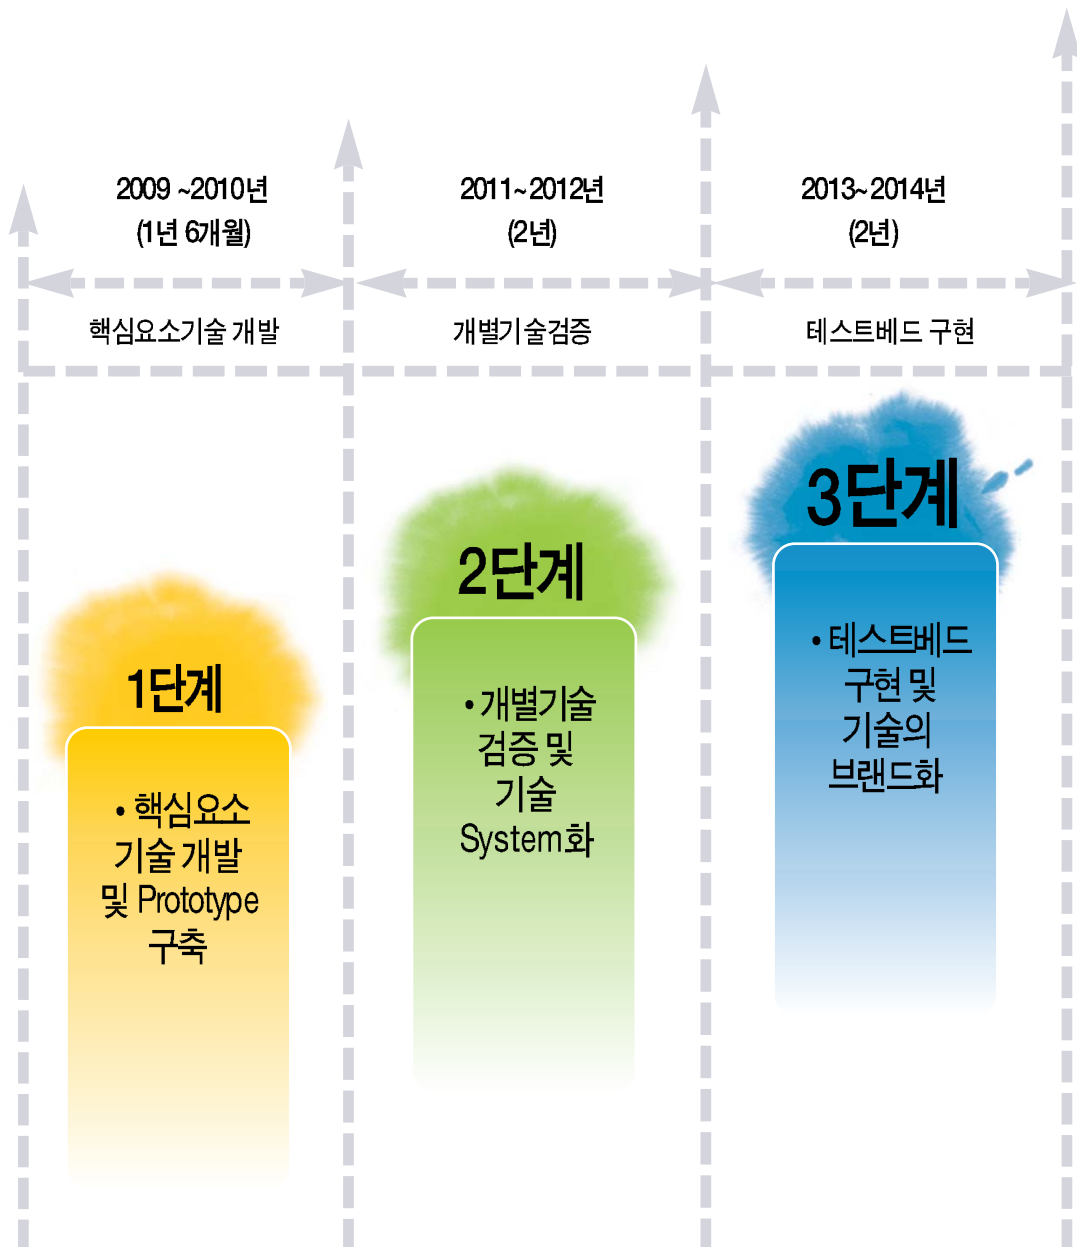 2009 ~2010년
(1년 6개월)
핵심요소기술 개발
2011~2012년
(2년)
개별기술검증
2013~2014년
(2년)
테스트베드 구현
1단계
• 핵심요소
기술 개발
및 Prototype
구축
2단계
• 개별기술
검증 및
기술
System화
3단계
• 테스트베드
구현 및
기술의
브랜드화